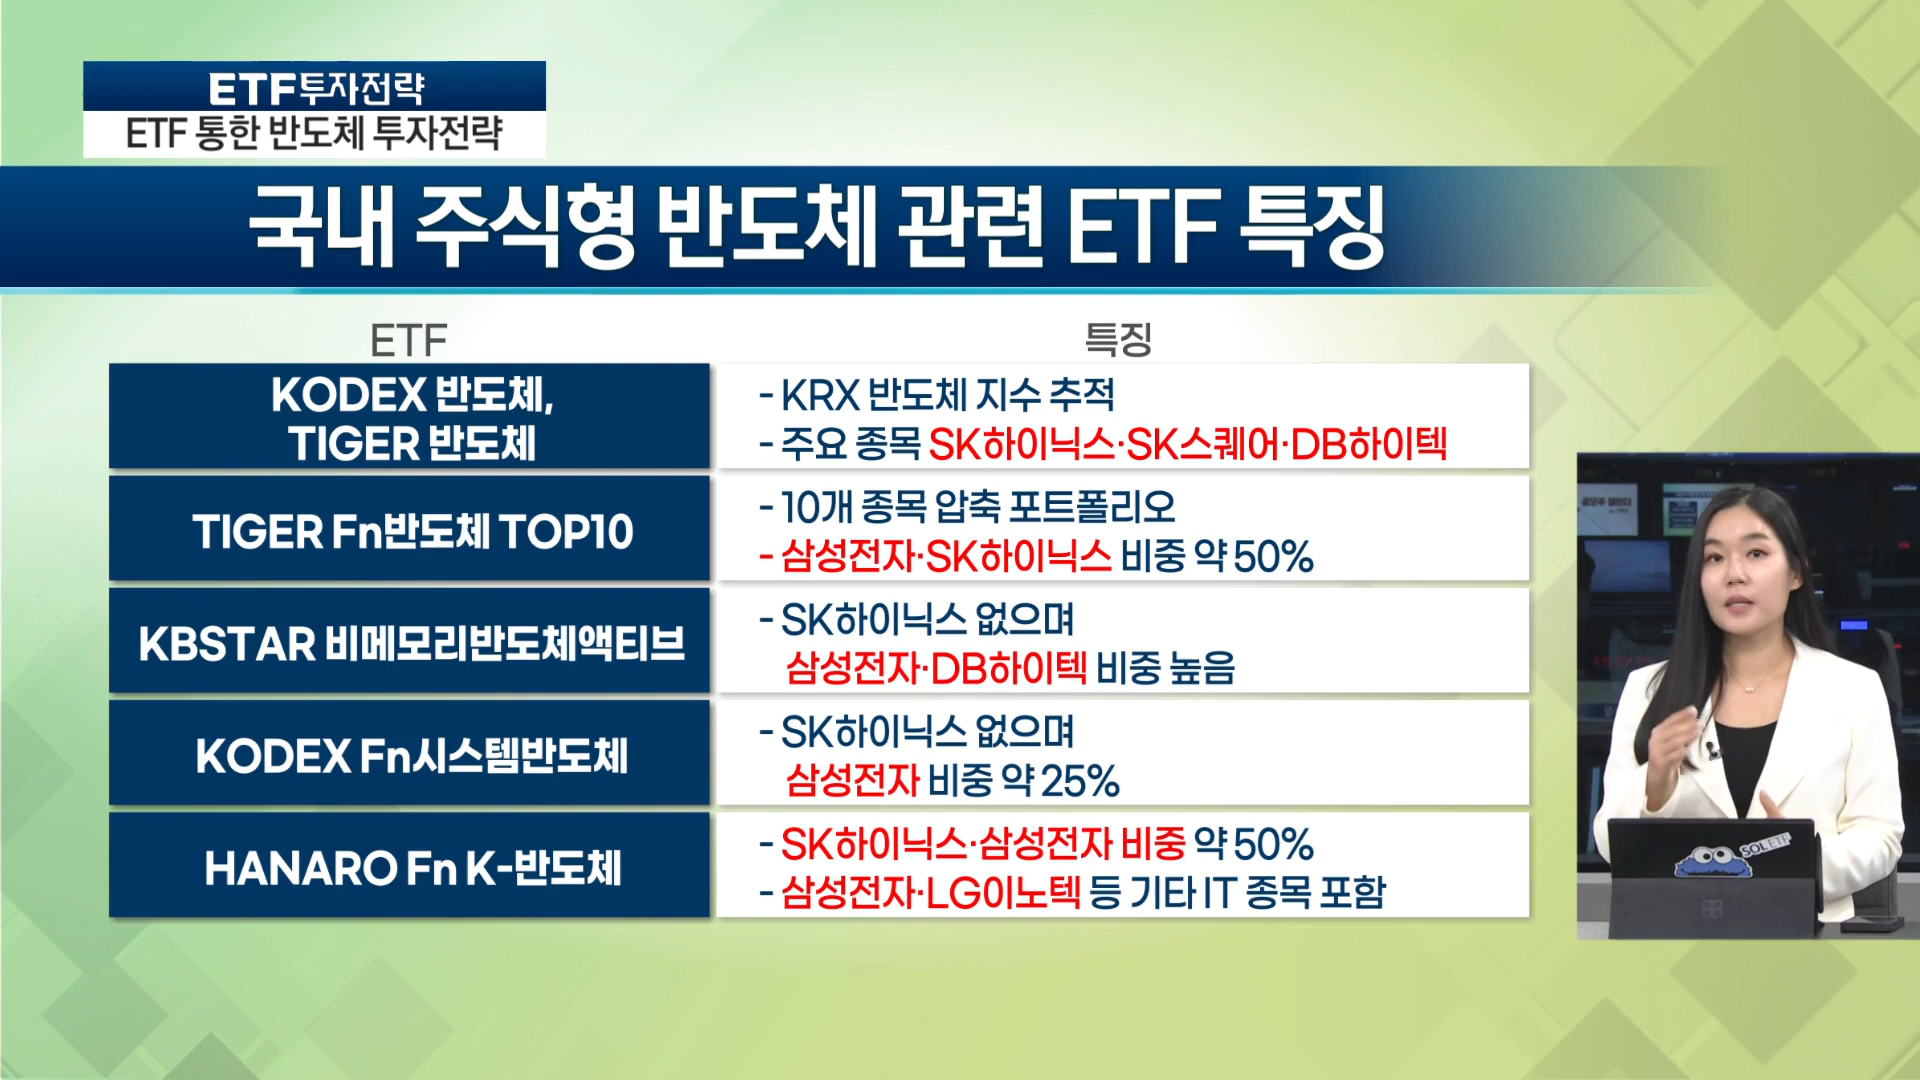 ETF투자전략
ETF 통한 반도체 투자전략
국내 주식형 반도체 관련 ETF 특징
ETF
특징
KODEX 반도체,
TIGER 반도체
- KRX 반도체 지수 추적
- 주요 종목 SK하이닉스·SK스퀘어·DB하이텍
TIGER Fn반도체 TOP10
- 10개 종목 압축 포트폴리오
- 삼성전자·SK하이닉스 비중 약 50%
KBSTAR 비메모리반도체액티브
- SK하이닉스 없으며
삼성전자·DB하이텍 비중 높음
KODEX Fn시스템반도체
- SK하이닉스 없으며
삼성전자 비중 약 25%
HANARO Fn K-반도체
- SK하이닉스·삼성전자 비중 약 50%
- 삼성전자·LG이노텍 등 기타 IT 종목 포함
SOL ETF